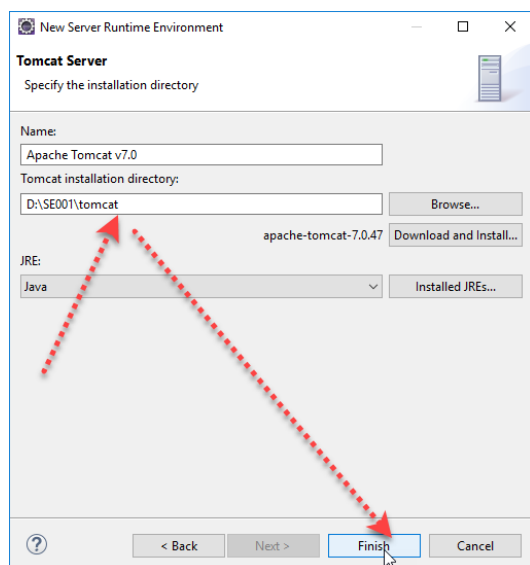 New Server Runtime Environment
Tomcat Server
Specify the installation directory
Name:
Apache Tomcat v7.0
Tomcat installation directory:
D:\SE001\tomcat
Browse...
apache-tomcat-7.0.47
Download and Install...
JRE:
Java
Installed JREs...
?
< Back
Next >
Finish
Cancel